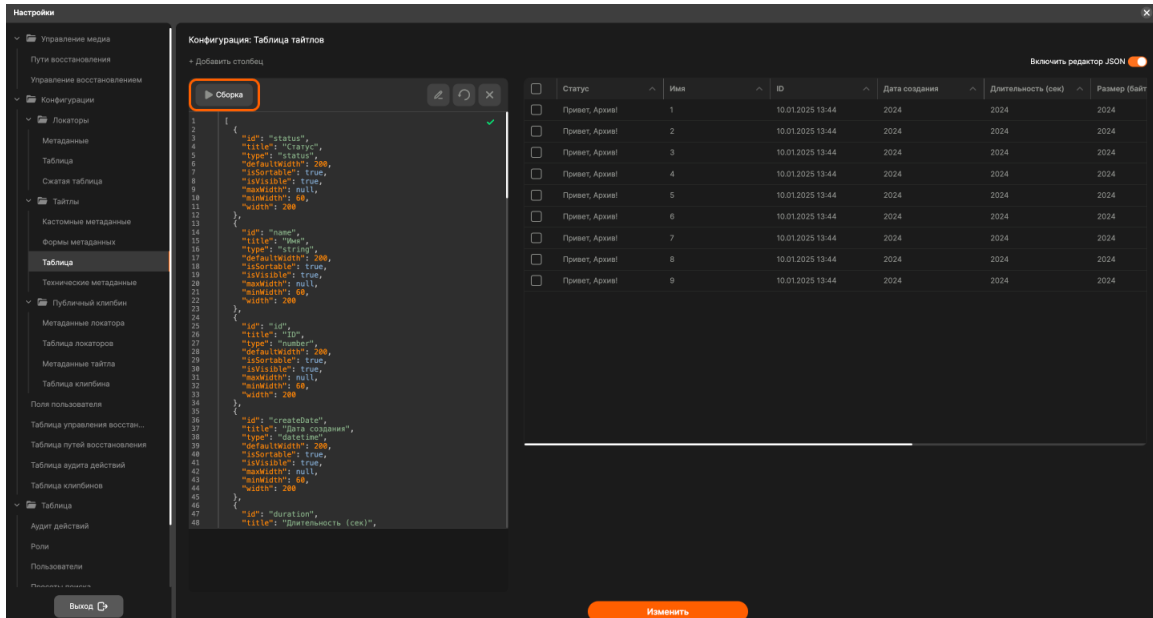 Настройки
Управление медиа
Пути восстановления
Управление восстановлением
Конфигурации
Локаторы
Метаданные
Таблица
Сжатая таблица
Тайтлы
Кастомные метаданные
Формы метаданных
Таблица
Технические метаданные
Публичный клипбин
Метаданные локатора
Таблица локаторов
Метаданные тайтла
Таблица клипбина
Поля пользователя
Таблица управления восстан...
Таблица путей восстановления
Таблица аудита действий
Таблица клипбинов
Таблица
Аудит действий
Роли
Пользователи
Выход
Конфигурация: Таблица тайтлов
+ Добавить столбец
Включить редактор JSON
Сборка
1 [
2 {
3 "id": "status",
4 "title": "Статус",
5 "type": "status",
6 "defaultWidth": 200,
7 "isSortable": true,
8 "isVisible": true,
9 "maxWidth": null,
10 "minWidth": 60,
11 "width": 200
12 },
13 {
14 "id": "name",
15 "title": "Имя",
16 "type": "string",
17 "defaultWidth": 200,
18 "isSortable": true,
19 "isVisible": true,
20 "maxWidth": null,
21 "minWidth": 60,
22 "width": 200
23 },
24 {
25 "id": "id",
26 "title": "ID",
27 "type": "number",
28 "defaultWidth": 200,
29 "isSortable": true,
30 "isVisible": true,
31 "maxWidth": null,
32 "minWidth": 60,
33 "width": 200
34 },
35 {
36 "id": "createDate",
37 "title": "Дата создания",
38 "type": "datetime",
39 "defaultWidth": 200,
40 "isSortable": true,
41 "isVisible": true,
42 "maxWidth": null,
43 "minWidth": 60,
44 "width": 200
45 },
46 {
47 "id": "duration",
48 "title": "Длительность (сек)",
Статус Имя ID Дата создания Длительность (сек) Размер (байт
Привет, Архив! 1 10.01.2025 13:44 2024 2024 2024
Привет, Архив! 2 10.01.2025 13:44 2024 2024 2024
Привет, Архив! 3 10.01.2025 13:44 2024 2024 2024
Привет, Архив! 4 10.01.2025 13:44 2024 2024 2024
Привет, Архив! 5 10.01.2025 13:44 2024 2024 2024
Привет, Архив! 6 10.01.2025 13:44 2024 2024 2024
Привет, Архив! 7 10.01.2025 13:44 2024 2024 2024
Привет, Архив! 8 10.01.2025 13:44 2024 2024 2024
Привет, Архив! 9 10.01.2025 13:44 2024 2024 2024
Изменить